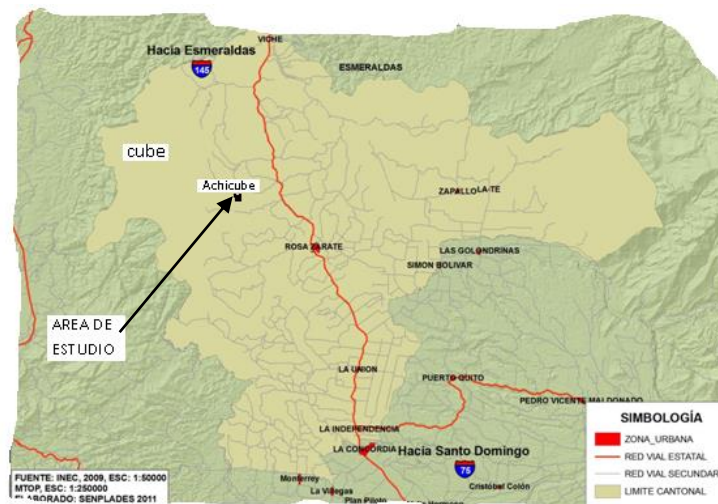 VICHE
Hacía Esmeraldas
145
ESMERALDAS
cube
Achicube
ZAPALLO LA-TE
ROSA ZARATE
LAS GOLONDRINAS
SIMON BOLIVAR
AREA DE
ESTUDIO
LA UNION
PUERTO QUITO
PEDRO VICENTE MALDONADO
LA INDEPENDENCIA
LA CONCORDIA
Hacía Santo Domingo
75
Monterrey
La Villegas
Plan Piloto
Cristóbal Colón
SIMBOLOGÍA
ZONA_URBANA
RED VIAL ESTATAL
RED VIAL SECUNDAR
LIMITE CANTONAL
FUENTE: INEC, 2009, ESC: 1:50000
MTOP, ESC: 1:250000
ELABORADO: SENPLADES 2011